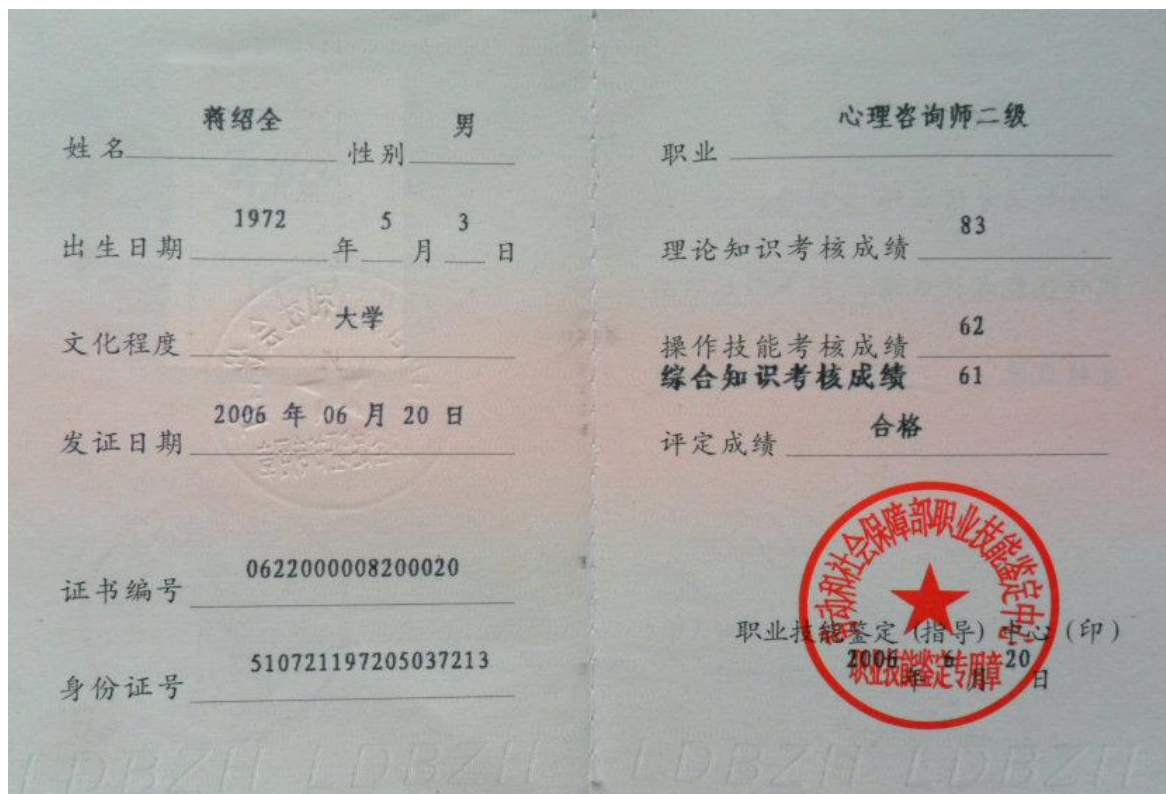 蒋绍全 男
姓名 性别
1972 5 3
出生日期 年 月 日
大学
文化程度
2006 年 06 月 20 日
发证日期
0622000008200020
证书编号
510721197205037213
身份证号
心理咨询师二级
职业
83
理论知识考核成绩
62
操作技能考核成绩
综合知识考核成绩 61
合格
评定成绩
劳动和社会保障部职业技能鉴定中心
职业技能鉴定(指导)中心(印)
2006 6 20
年 月 日
职业技能鉴定专用章
LDBZH LDBZH LDBZH LDBZH